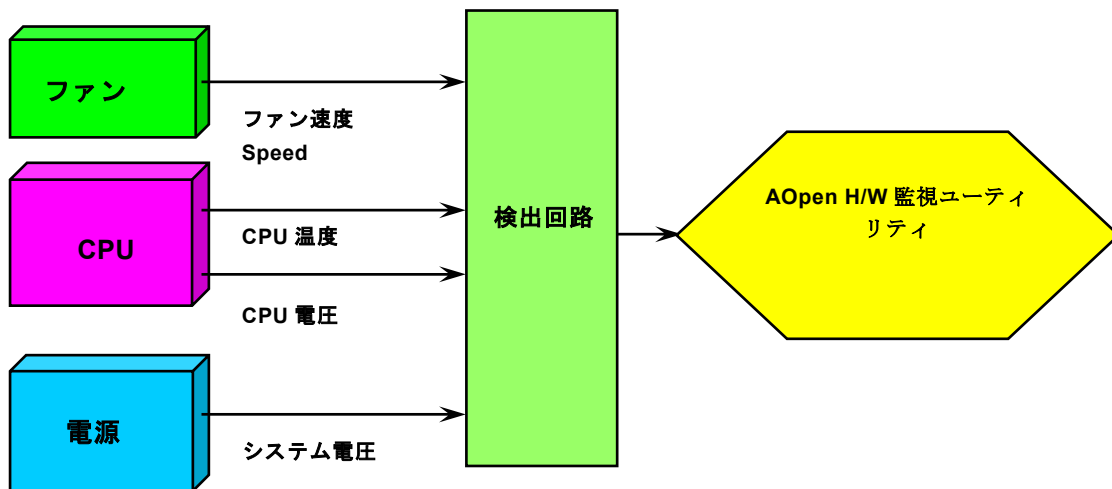 ファン
ファン速度
Speed
CPU
CPU 温度
CPU 電圧
電源
システム電圧
検出回路
AOpen H/W 監視ユーティ
リティ